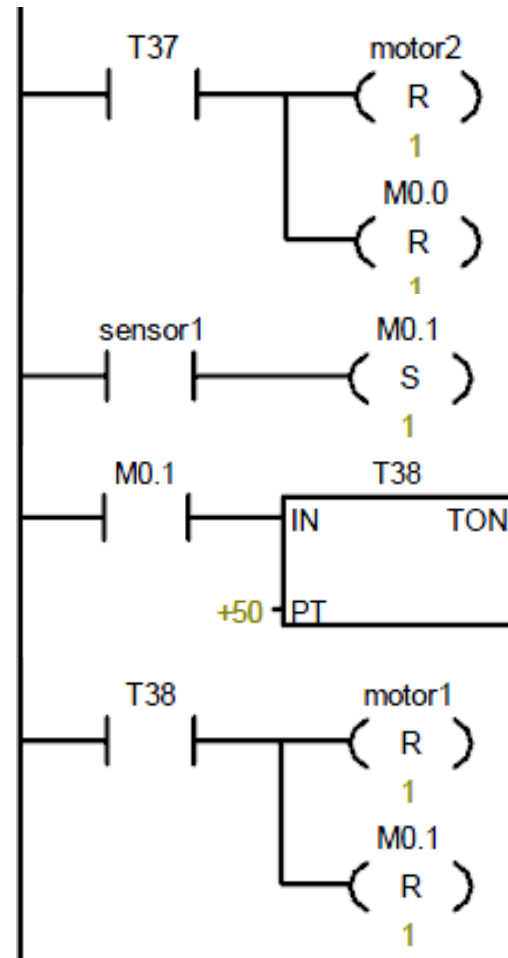 T37 motor2
R
1
M0.0
R
1
sensor1 M0.1
S
1
M0.1 T38
IN TON
+50 PT
T38 motor1
R
1
M0.1
R
1